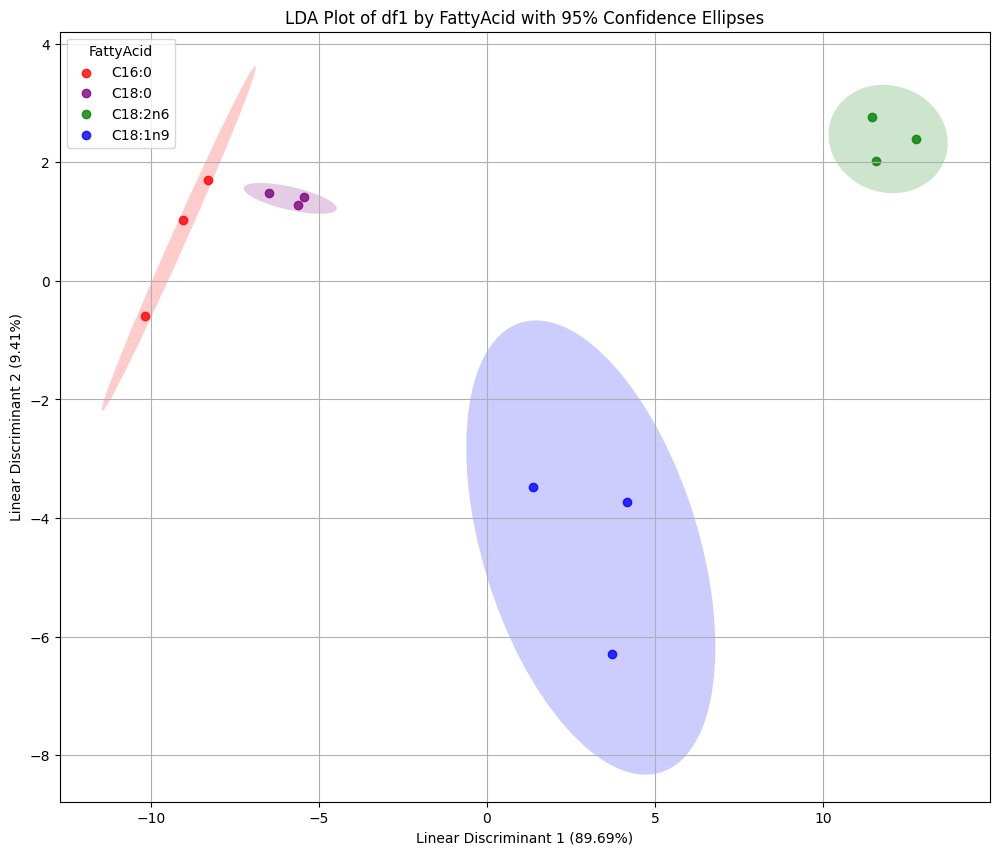 LDA Plot of df1 by FattyAcid with 95% Confidence Ellipses
FattyAcid
C16:0
C18:0
C18:2n6
C18:1n9
4
2
0
−2
−4
−6
−8
Linear Discriminant 2 (9.41%)
−10
−5
0
5
10
Linear Discriminant 1 (89.69%)